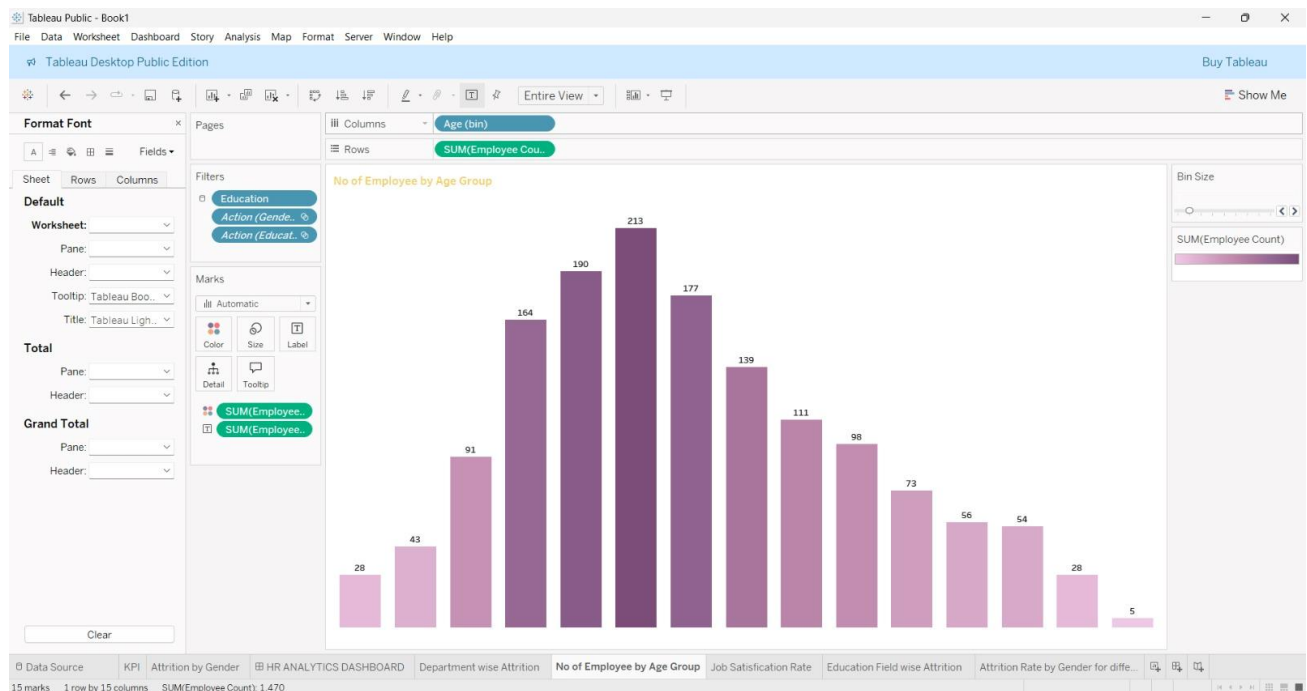 Tableau Public - Book1
File Data Worksheet Dashboard Story Analysis Map Format Server Window Help
Tableau Desktop Public Edition
Buy Tableau
Entire View
Show Me
Format Font
Fields
Sheet Rows Columns
Default
Worksheet:
Pane:
Header:
Tooltip: Tableau Boo..
Title: Tableau Ligh..
Total
Pane:
Header:
Grand Total
Pane:
Header:
Clear
Pages
Filters
Education
Action (Gende..
Action (Educat..
Marks
Automatic
Color Size Label
Detail Tooltip
SUM(Employee..
SUM(Employee..
Columns
Age (bin)
Rows
SUM(Employee Cou..
No of Employee by Age Group
28
43
91
164
190
213
177
139
111
98
73
56
54
28
5
Bin Size
SUM(Employee Count)
Data Source KPI Attrition by Gender HR ANALYTICS DASHBOARD Department wise Attrition No of Employee by Age Group Job Satisfication Rate Education Field wise Attrition Attrition Rate by Gender for diffe...
15 marks 1 row by 15 columns SUM(Employee Count): 1,470